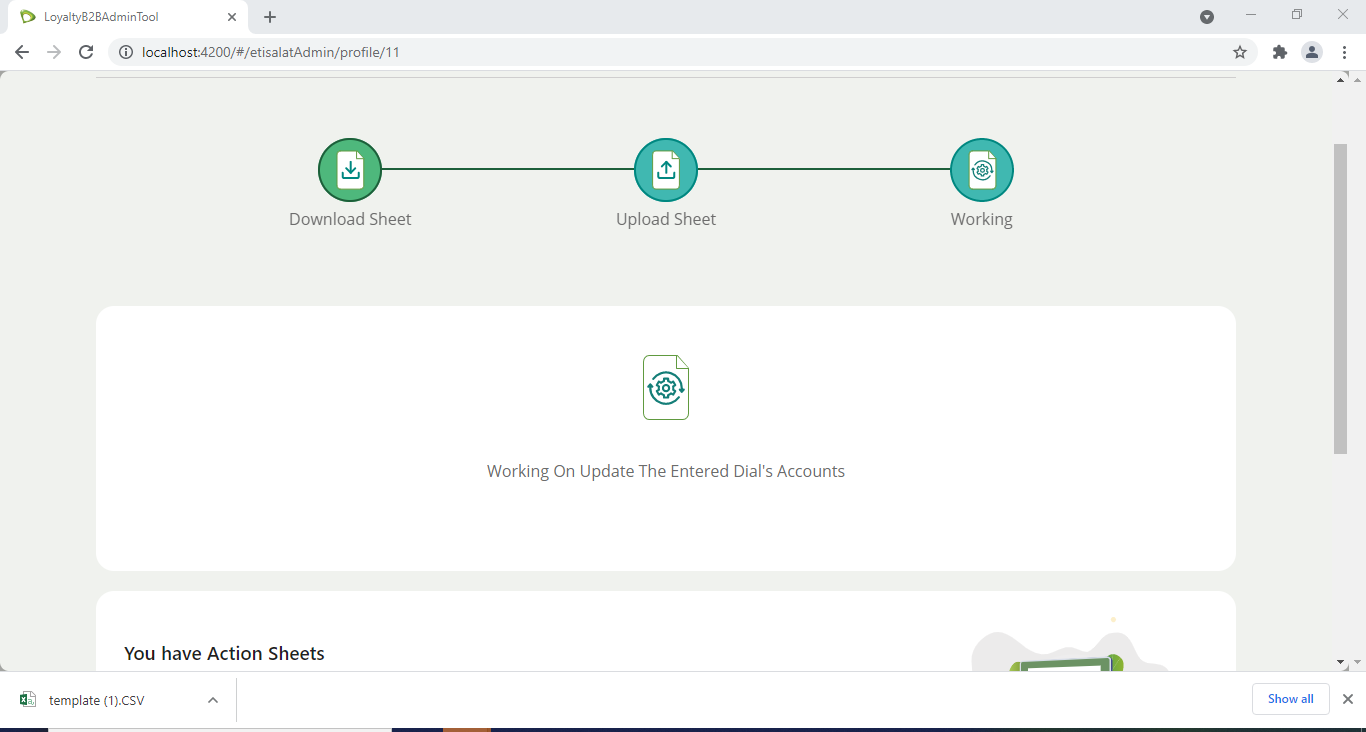 LoyaltyB2BAdminTool
localhost:4200/#/etisalatAdmin/profile/11
Download Sheet
Upload Sheet
Working
Working On Update The Entered Dial's Accounts
You have Action Sheets
template (1).CSV
Show all